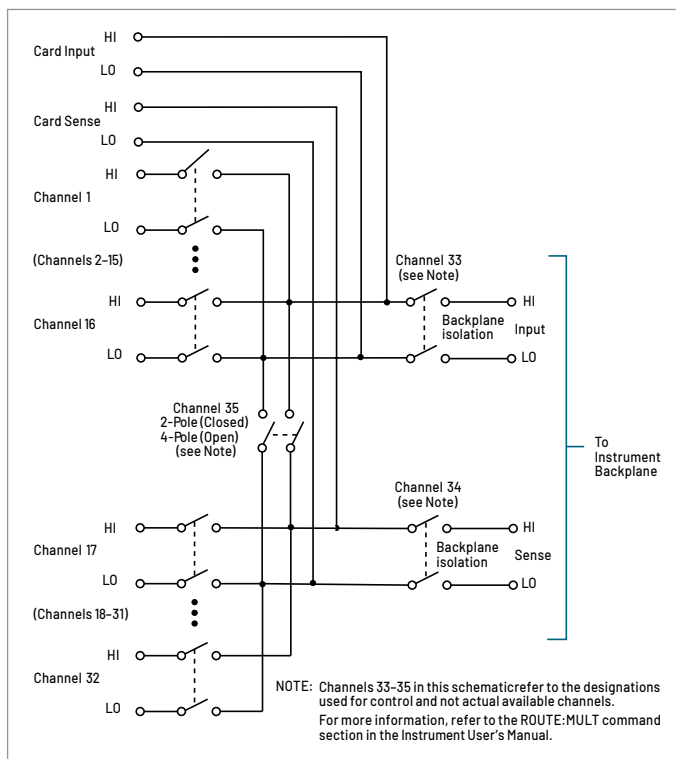 HI
Card Input
LO
HI
Card Sense
LO
HI
Channel 1
LO
(Channels 2–15)
HI
Channel 16
LO
Channel 33
(see Note)
HI
Backplane
isolation
Input
LO
Channel 35
2-Pole (Closed)
4-Pole (Open)
(see Note)
To
Instrument
Backplane
Channel 34
(see Note)
HI
Channel 17
LO
HI
Backplane
isolation
Sense
LO
(Channels 18–31)
HI
Channel 32
LO
NOTE: Channels 33–35 in this schematicrefer to the designations
used for control and not actual available channels.
For more information, refer to the ROUTE:MULT command
section in the Instrument User's Manual.